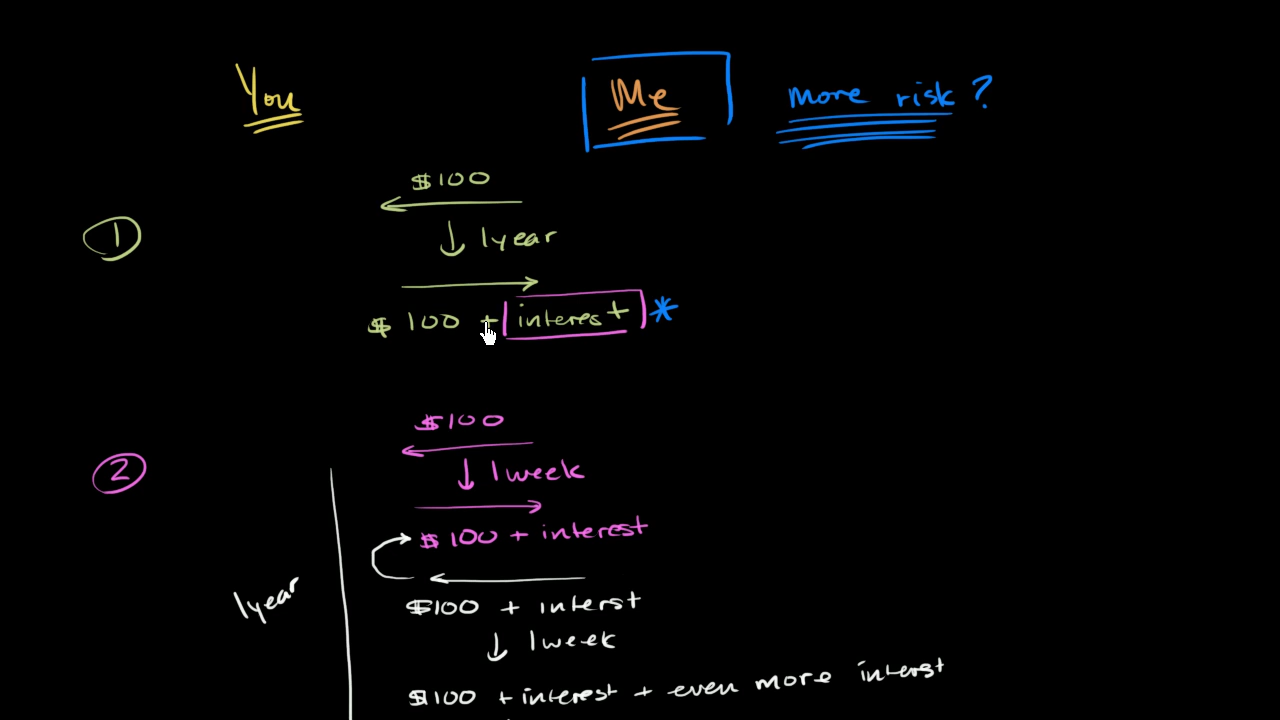 You Me more risk?
$100
1 ↓ 1year
$ 100 + interest *
$100
2 ↓ 1week
$ 100 + interest
1year
$100 + interst
↓ 1week
$100 + interest + even more interest